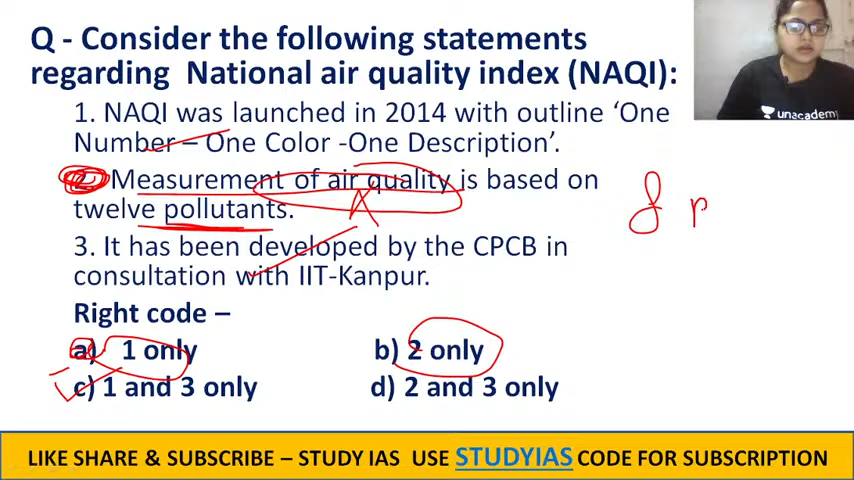 Q - Consider the following statements
regarding National air quality index (NAQI):
1. NAQI was launched in 2014 with outline ‘One
Number – One Color -One Description’.
2. Measurement of air quality is based on
twelve pollutants.
3. It has been developed by the CPCB in
consultation with IIT-Kanpur.
Right code –
a) 1 only
b) 2 only
c) 1 and 3 only
d) 2 and 3 only
8 p
unacademy
LIKE SHARE & SUBSCRIBE – STUDY IAS USE STUDYIAS CODE FOR SUBSCRIPTION